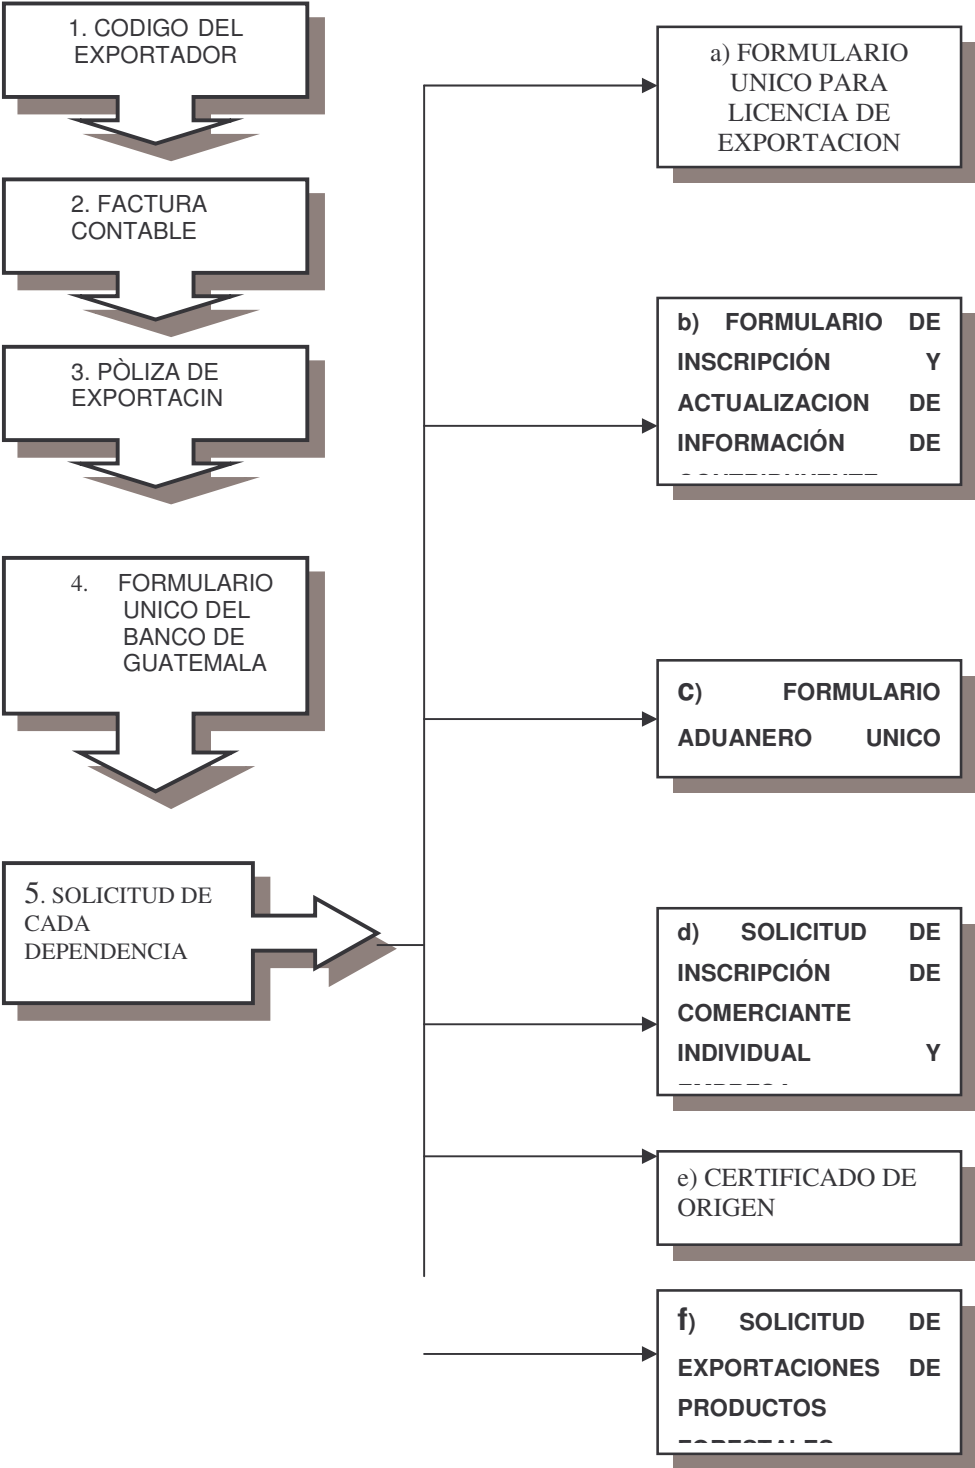 1. CODIGO DEL
EXPORTADOR
2. FACTURA
CONTABLE
3. PÒLIZA DE
EXPORTACIN
4. FORMULARIO
UNICO DEL
BANCO DE
GUATEMALA
5. SOLICITUD DE
CADA
DEPENDENCIA
a) FORMULARIO
UNICO PARA
LICENCIA DE
EXPORTACION
b) FORMULARIO DE
INSCRIPCIÓN Y
ACTUALIZACION DE
INFORMACIÓN DE
c) FORMULARIO
ADUANERO UNICO
d) SOLICITUD DE
INSCRIPCIÓN DE
COMERCIANTE
INDIVIDUAL Y
e) CERTIFICADO DE
ORIGEN
f) SOLICITUD DE
EXPORTACIONES DE
PRODUCTOS